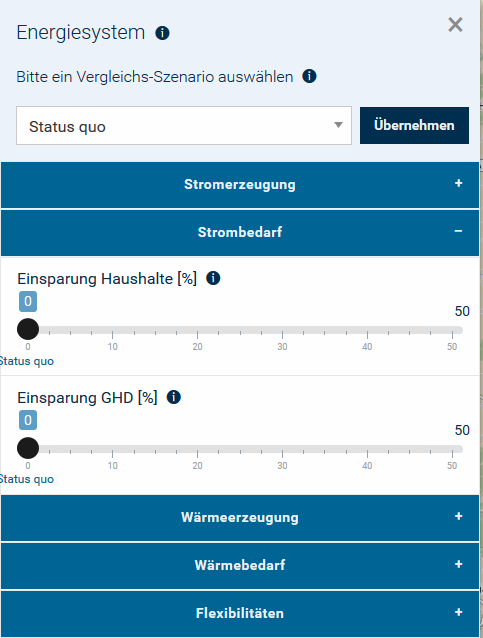 Energiesystem i ×
Bitte ein Vergleichs-Szenario auswählen i
Status quo Übernehmen
Stromerzeugung +
Strombedarf −
Einsparung Haushalte [%] i
0 50
0 10 20 30 40 50
Status quo
Einsparung GHD [%] i
0 50
0 10 20 30 40 50
Status quo
Wärmeerzeugung +
Wärmebedarf +
Flexibilitäten +